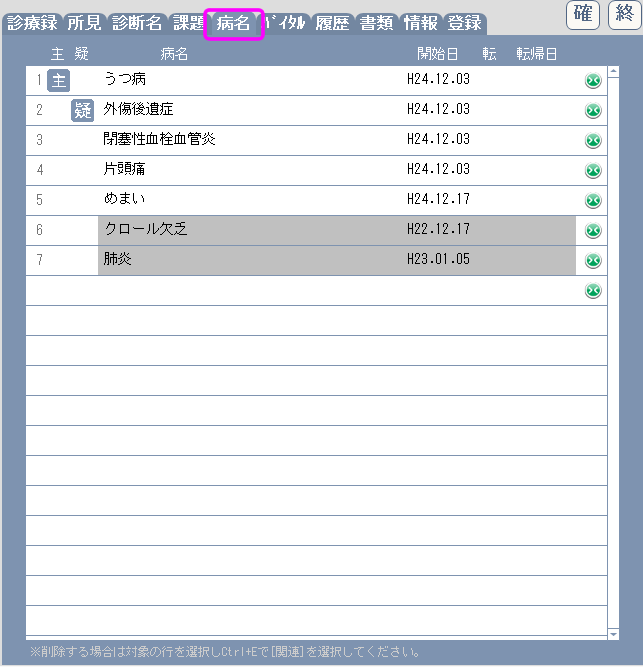 診療録 所見 診断名 課題 病名 ﾊﾞｲﾀﾙ 履歴 書類 情報 登録 確 終
主 疑 病名 開始日 転 転帰日
1 主 うつ病 H24.12.03
2 疑 外傷後遺症 H24.12.03
3 閉塞性血栓血管炎 H24.12.03
4 片頭痛 H24.12.03
5 めまい H24.12.17
6 クロール欠乏 H22.12.17
7 肺炎 H23.01.05
※削除する場合は対象の行を選択しCtrl+Eで[関連]を選択してください。